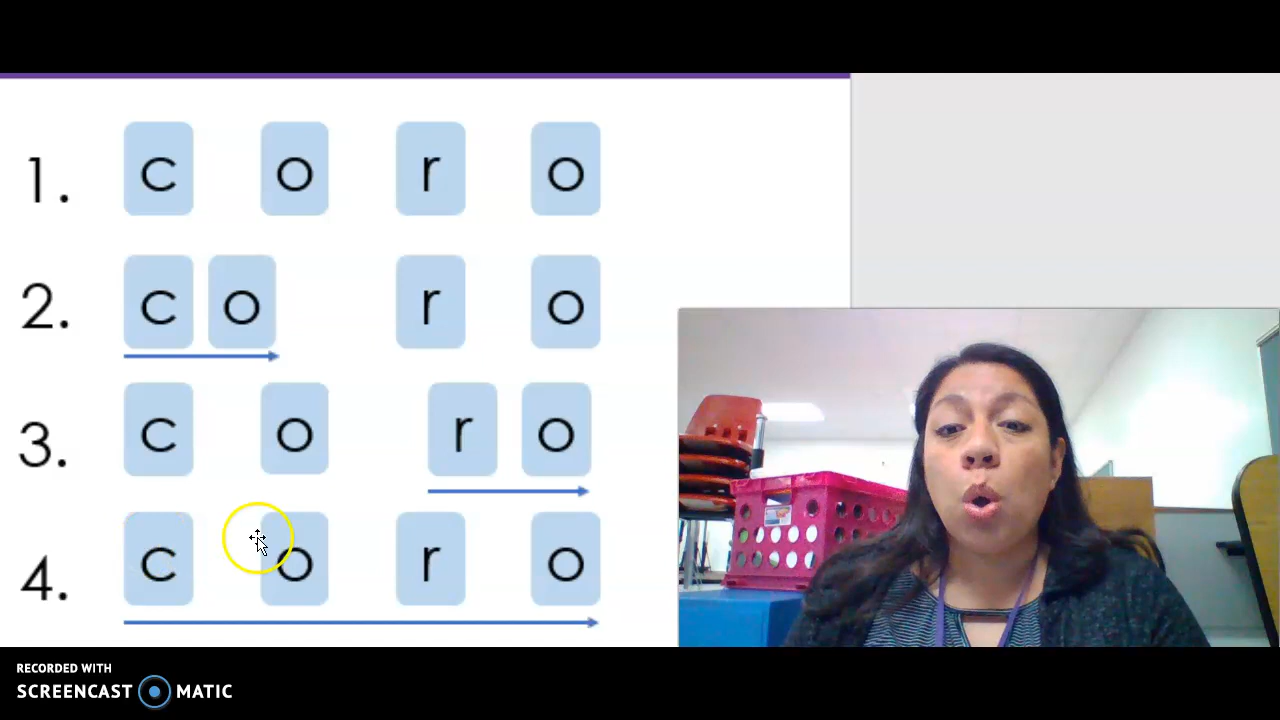 1. c o r o
2. c o r o
3. c o r o
4. c o r o
RECORDED WITH
SCREENCAST MATIC